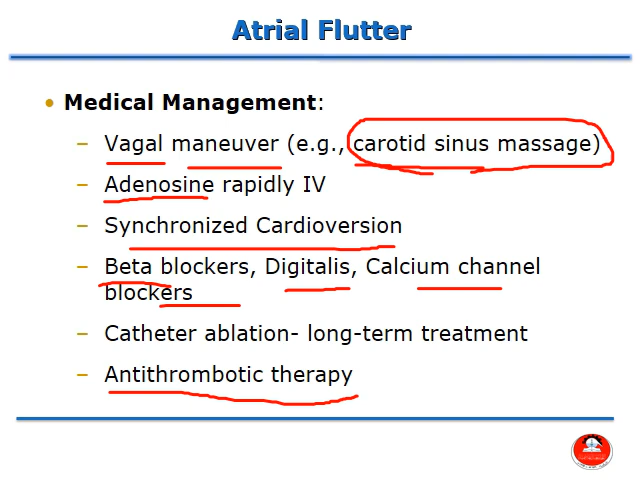 Atrial Flutter
• Medical Management:
– Vagal maneuver (e.g., carotid sinus massage)
– Adenosine rapidly IV
– Synchronized Cardioversion
– Beta blockers, Digitalis, Calcium channel
blockers
– Catheter ablation- long-term treatment
– Antithrombotic therapy